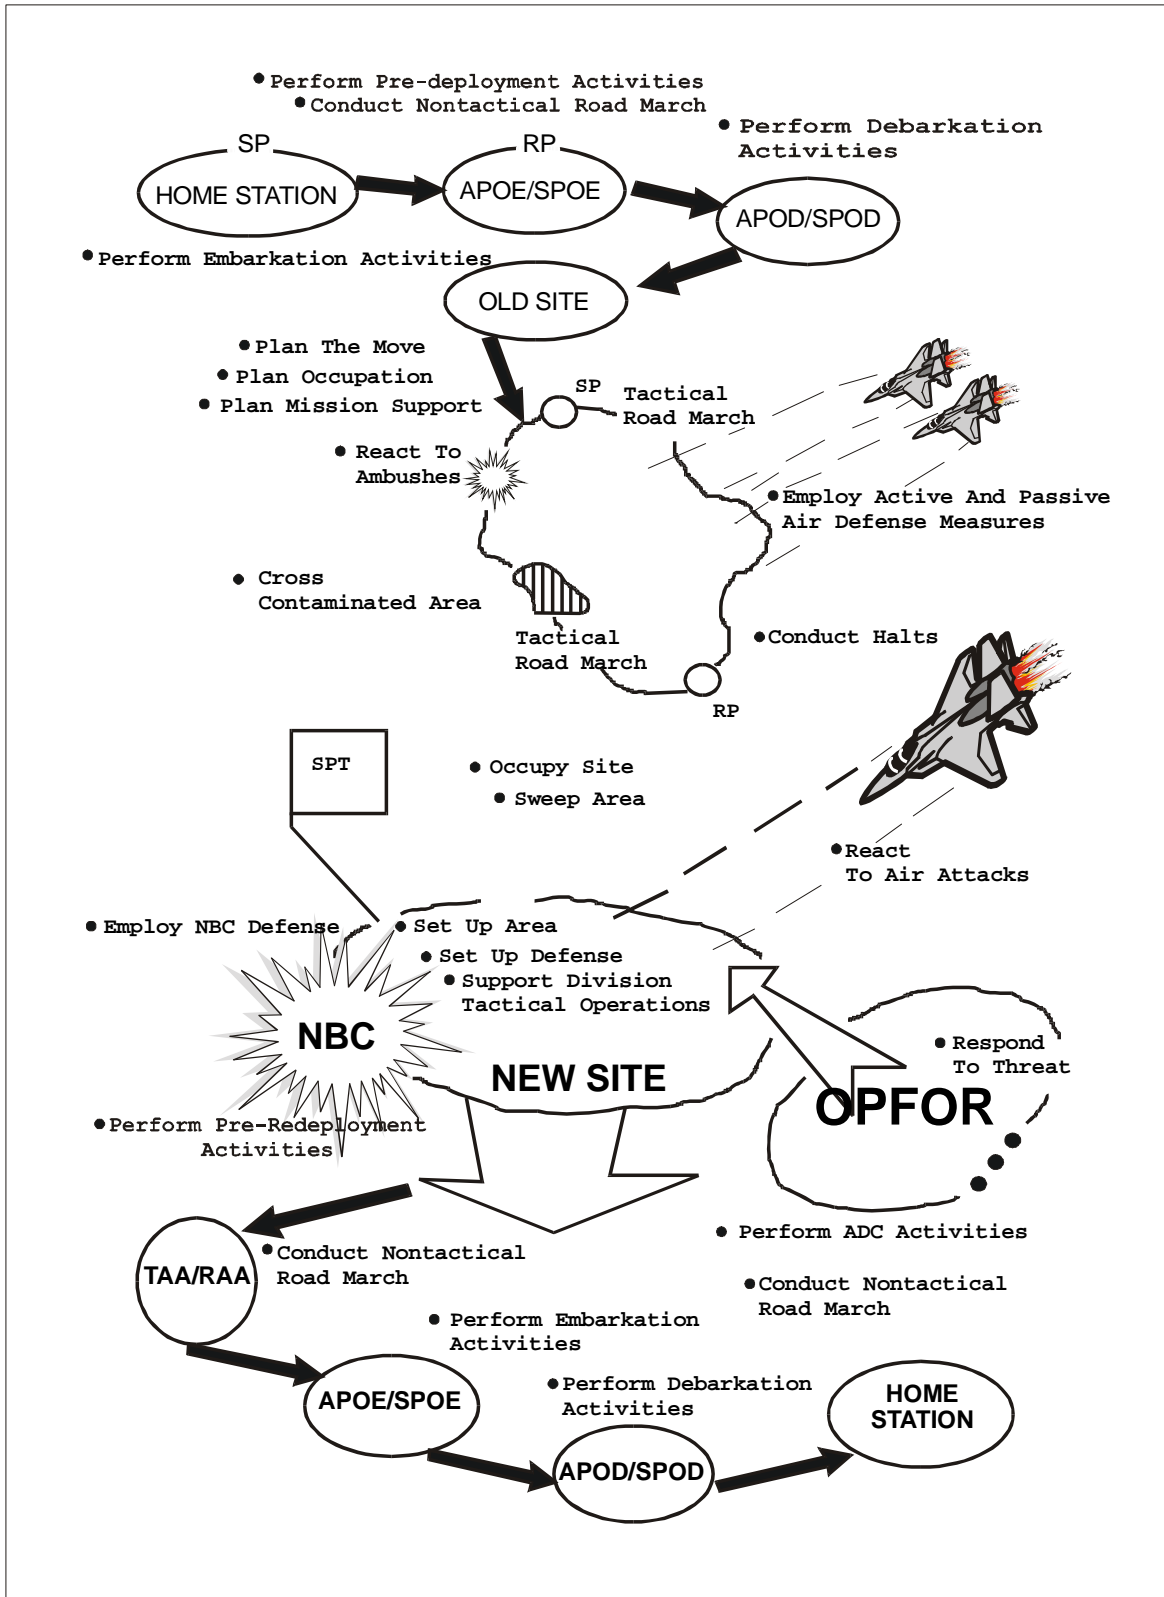 ● Perform Pre-deployment Activities
● Conduct Nontactical Road March
● Perform Debarkation
Activities
SP
RP
HOME STATION
APOE/SPOE
APOD/SPOD
● Perform Embarkation Activities
OLD SITE
● Plan The Move
● Plan Occupation
● Plan Mission Support
SP
Tactical
Road March
● React To
Ambushes
● Employ Active And Passive
Air Defense Measures
● Cross
Contaminated Area
Tactical
Road March
● Conduct Halts
RP
SPT
● Occupy Site
● Sweep Area
● React
To Air Attacks
● Employ NBC Defense
● Set Up Area
● Set Up Defense
● Support Division
Tactical Operations
NBC
NEW SITE
● Respond
To Threat
OPFOR
● Perform Pre-Redeployment
Activities
● Perform ADC Activities
TAA/RAA
● Conduct Nontactical
Road March
● Conduct Nontactical
Road March
● Perform Embarkation
Activities
APOE/SPOE
● Perform Debarkation
Activities
HOME
STATION
APOD/SPOD